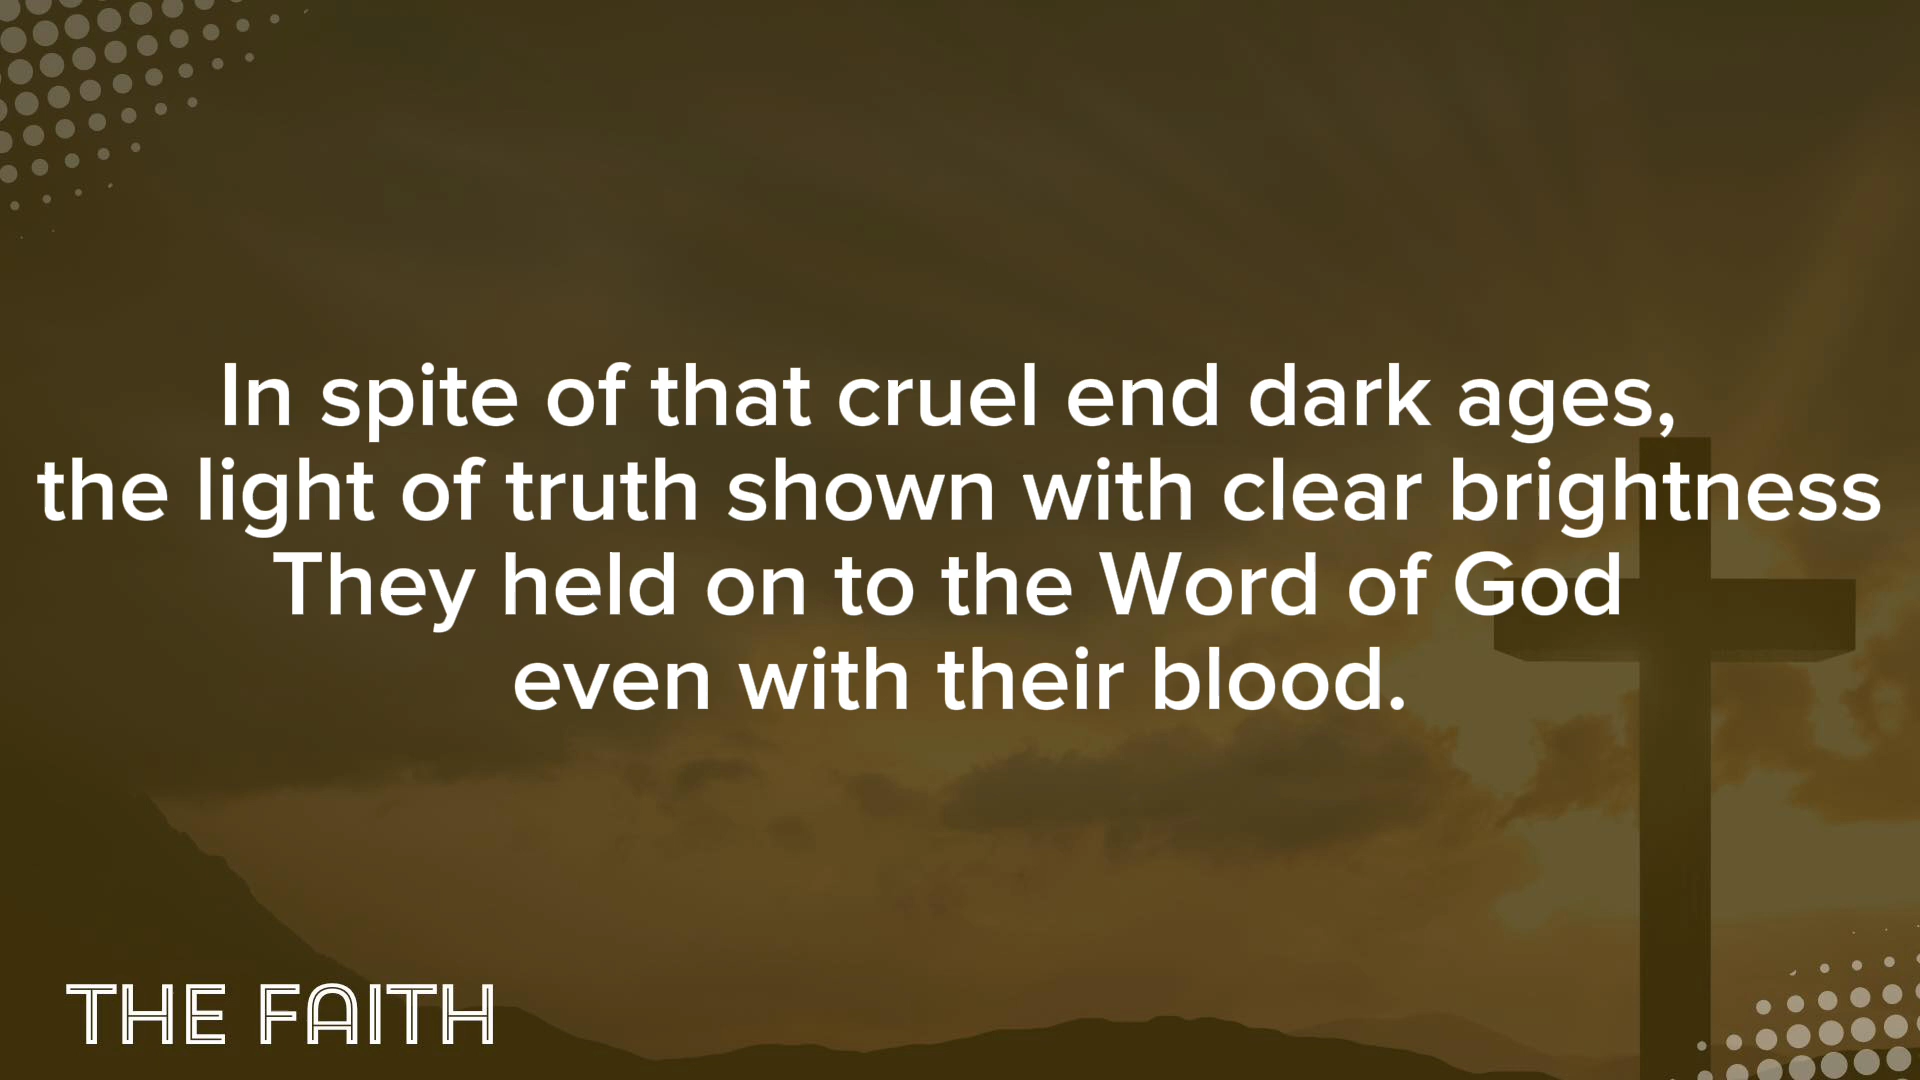 In spite of that cruel end dark ages,
the light of truth shown with clear brightness
They held on to the Word of God
even with their blood.
THE FAITH